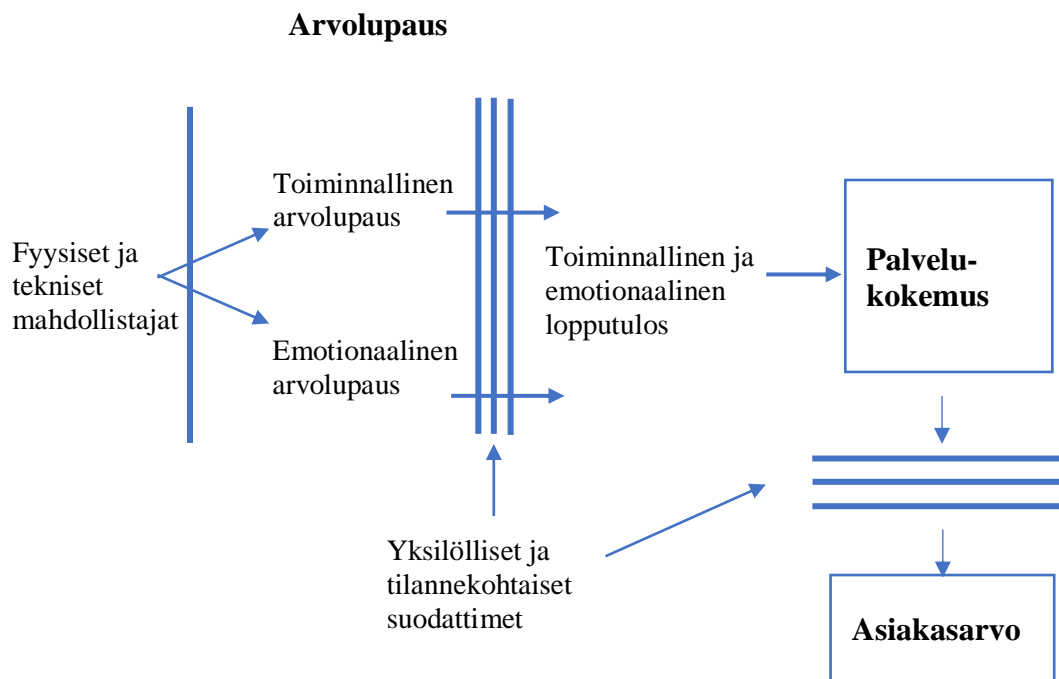 Arvolupaus
Fyysiset ja
tekniset
mahdollistajat
Toiminnallinen
arvolupaus
Emotionaalinen
arvolupaus
Toiminnallinen ja
emotionaalinen
lopputulos
Palvelu-
kokemus
Yksilölliset ja
tilannekohtaiset
suodattimet
Asiakasarvo